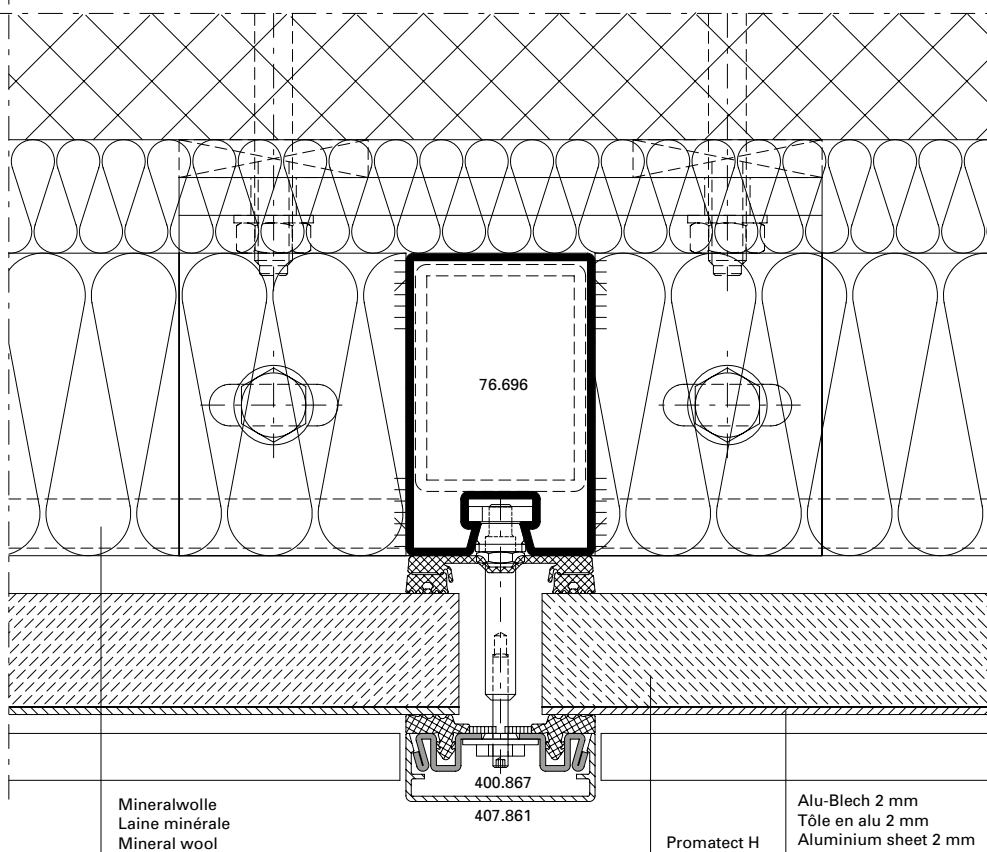 76.696
400.867
407.861
Mineralwolle
Laine minérale
Mineral wool
Promatect H
Alu-Blech 2 mm
Tôle en alu 2 mm
Aluminium sheet 2 mm